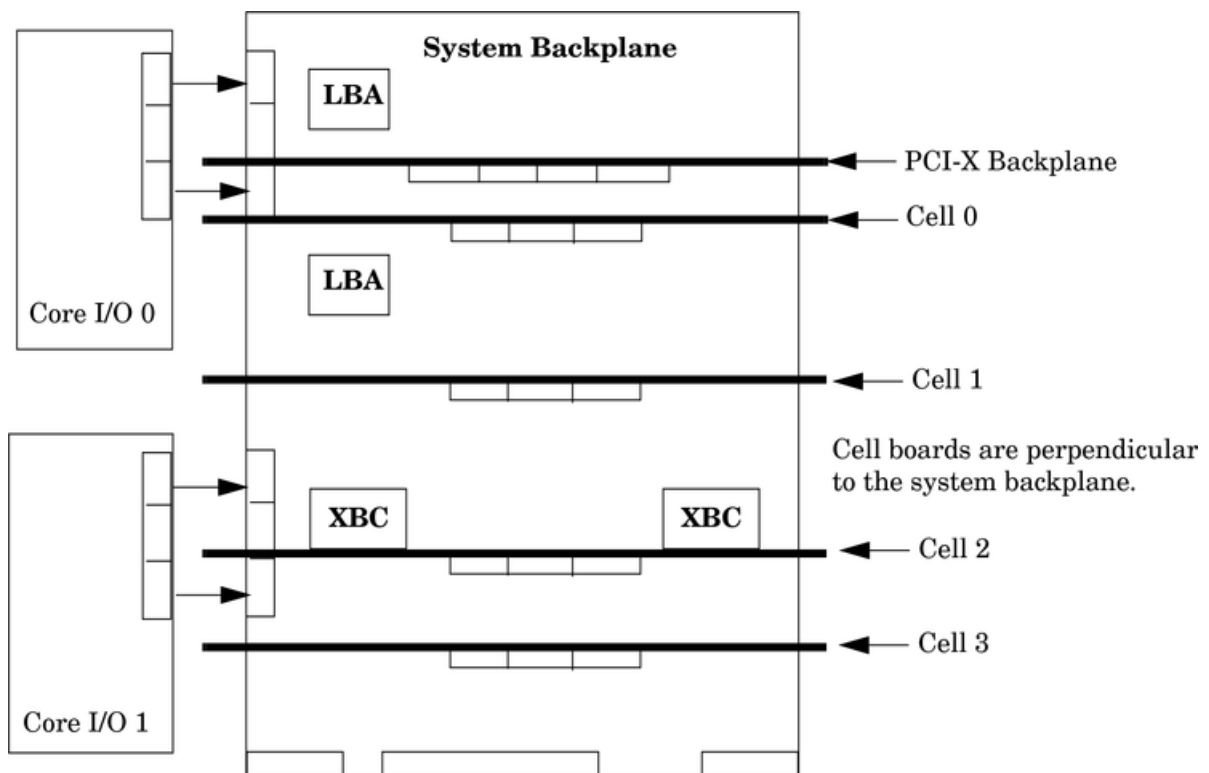 System Backplane
LBA
PCI-X Backplane
Cell 0
LBA
Core I/O 0
Cell 1
Cell boards are perpendicular
to the system backplane.
XBC
XBC
Cell 2
Cell 3
Core I/O 1